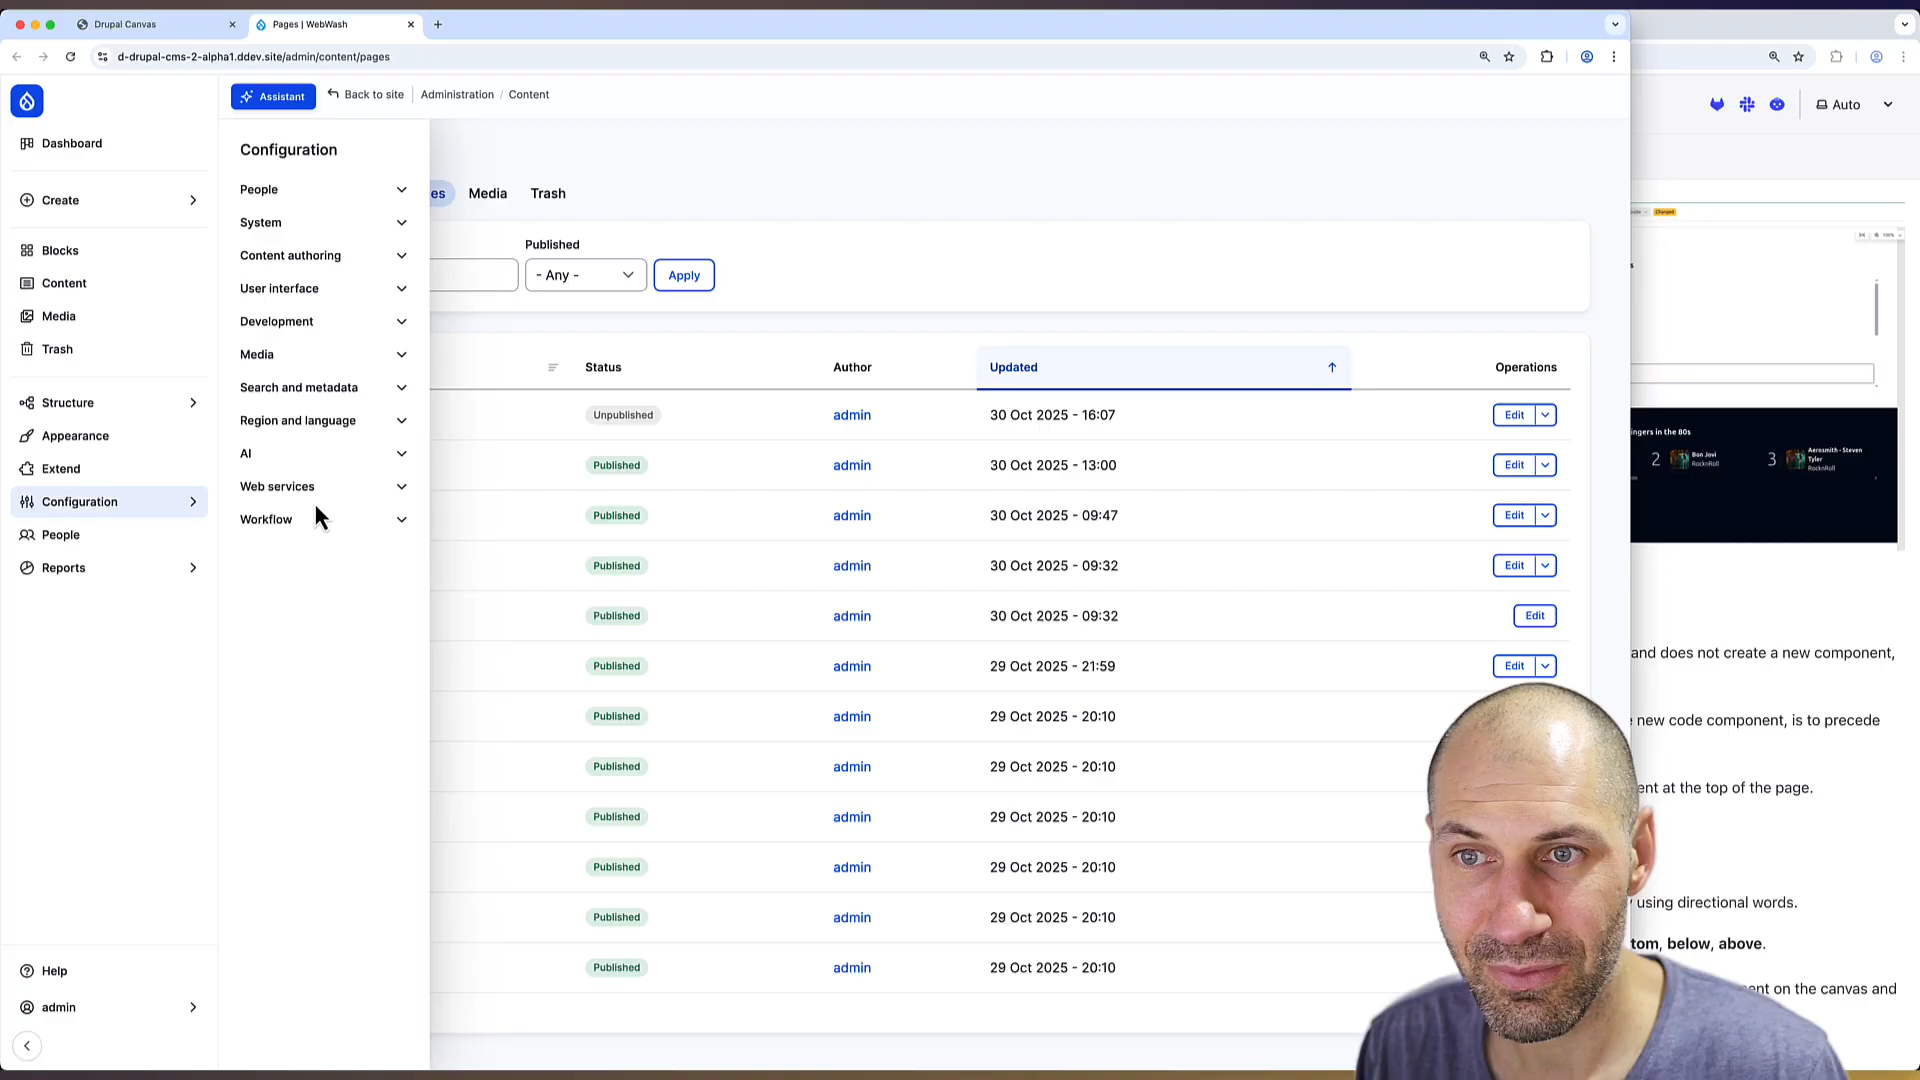 Drupal Canvas
Pages | WebWash
d-drupal-cms-2-alpha1.ddev.site/admin/content/pages
Assistant
Back to site
Administration / Content
Auto
Dashboard
Create
Blocks
Content
Media
Trash
Structure
Appearance
Extend
Configuration
People
Reports
Help
admin
Configuration
People
System
Content authoring
User interface
Development
Media
Search and metadata
Region and language
AI
Web services
Workflow
es
Media
Trash
Published
- Any -
Apply
Status Author Updated Operations
Unpublished admin 30 Oct 2025 - 16:07 Edit
Published admin 30 Oct 2025 - 13:00 Edit
Published admin 30 Oct 2025 - 09:47 Edit
Published admin 30 Oct 2025 - 09:32 Edit
Published admin 30 Oct 2025 - 09:32 Edit
Published admin 29 Oct 2025 - 21:59 Edit
Published admin 29 Oct 2025 - 20:10
Published admin 29 Oct 2025 - 20:10
Published admin 29 Oct 2025 - 20:10
Published admin 29 Oct 2025 - 20:10
Published admin 29 Oct 2025 - 20:10
Published admin 29 Oct 2025 - 20:10
Changed
100%
ingers in the 80s
2 Bon Jovi
RocknRoll
3 Aerosmith - Steven
Tyler
RocknRoll
and does not create a new component,
new code component, is to precede
ent at the top of the page.
using directional words.
tom, below, above.
ent on the canvas and